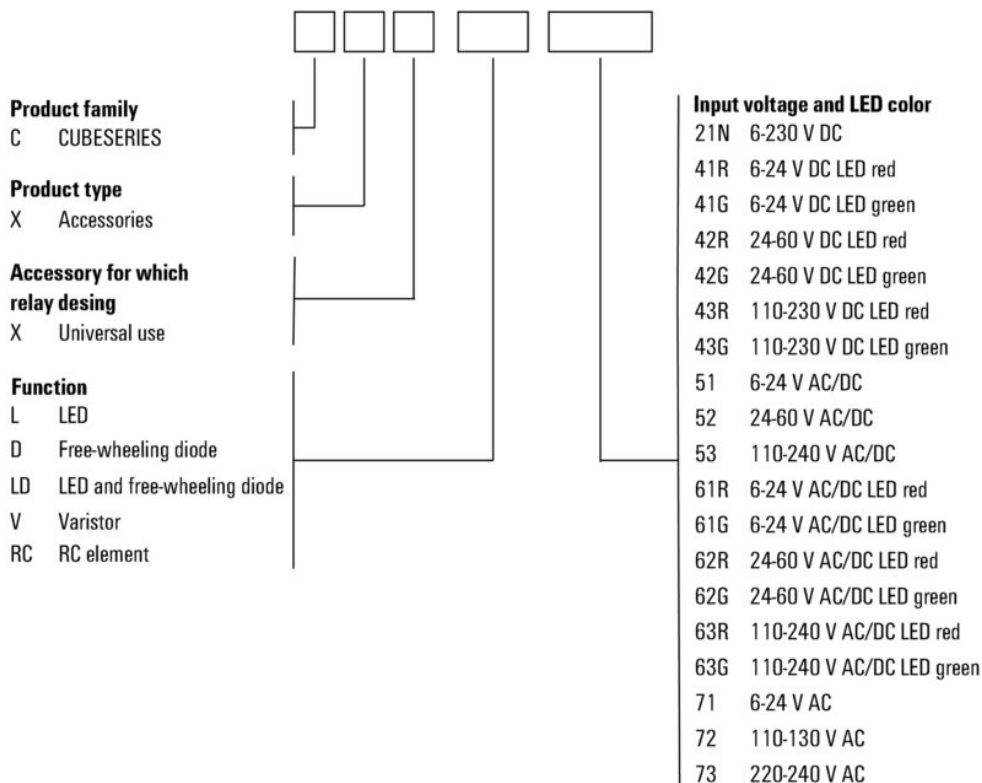 Product family
C CUBESERIES
Product type
X Accessories
Accessory for which
relay desing
X Universal use
Function
L LED
D Free-wheeling diode
LD LED and free-wheeling diode
V Varistor
RC RC element
Input voltage and LED color
21N 6-230 V DC
41R 6-24 V DC LED red
41G 6-24 V DC LED green
42R 24-60 V DC LED red
42G 24-60 V DC LED green
43R 110-230 V DC LED red
43G 110-230 V DC LED green
51 6-24 V AC/DC
52 24-60 V AC/DC
53 110-240 V AC/DC
61R 6-24 V AC/DC LED red
61G 6-24 V AC/DC LED green
62R 24-60 V AC/DC LED red
62G 24-60 V AC/DC LED green
63R 110-240 V AC/DC LED red
63G 110-240 V AC/DC LED green
71 6-24 V AC
72 110-130 V AC
73 220-240 V AC